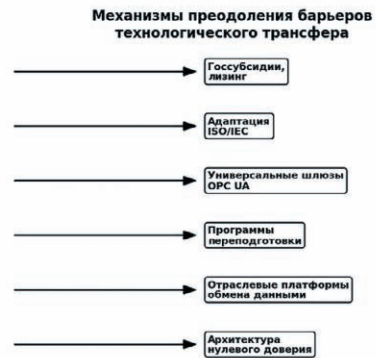 Механизмы преодоления барьеров
технологического трансфера
Госсубсидии,
лизинг
Адаптация
ISO/IEC
Универсальные шлюзы
OPC UA
Программы
переподготовки
Отраслевые платформы
обмена данными
Архитектура
нулевого доверия